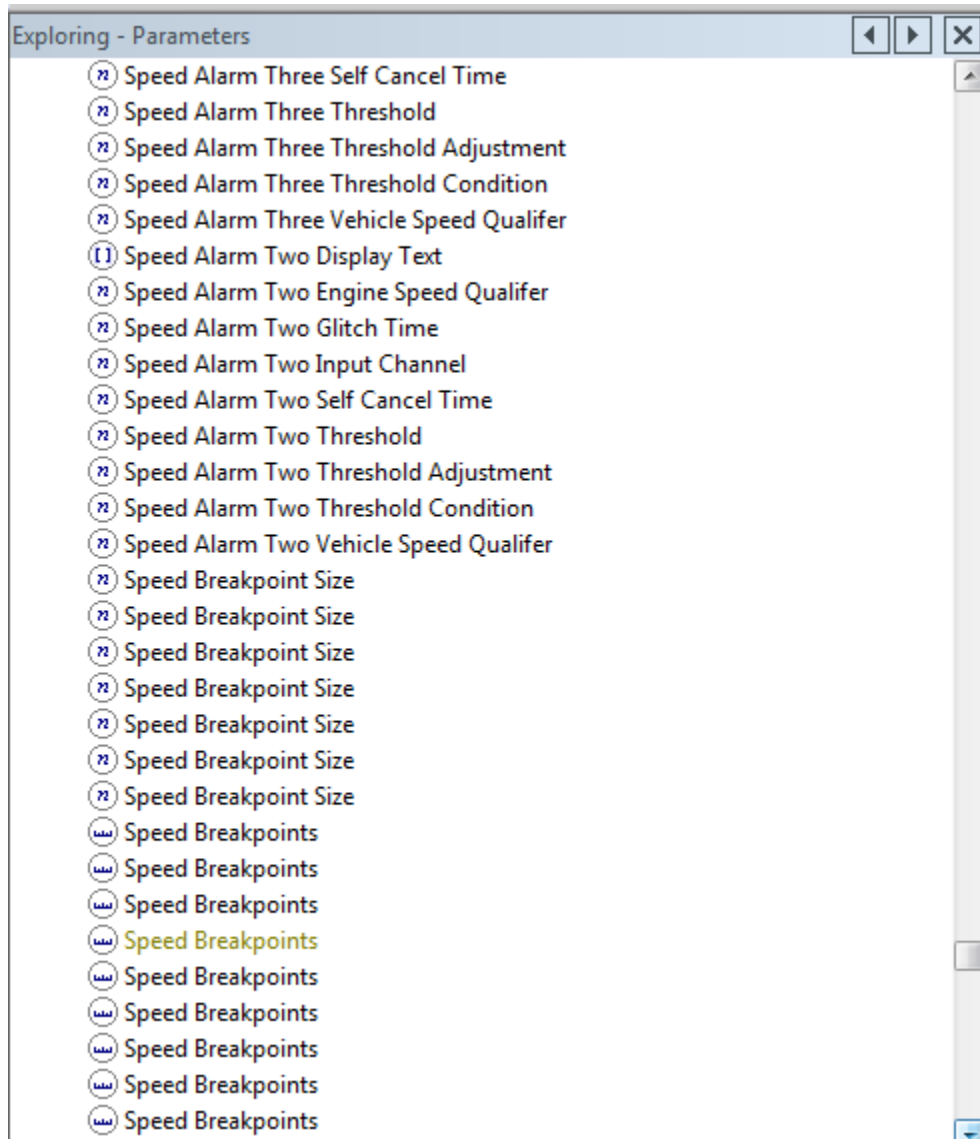 Exploring - Parameters
Speed Alarm Three Self Cancel Time
Speed Alarm Three Threshold
Speed Alarm Three Threshold Adjustment
Speed Alarm Three Threshold Condition
Speed Alarm Three Vehicle Speed Qualifer
Speed Alarm Two Display Text
Speed Alarm Two Engine Speed Qualifer
Speed Alarm Two Glitch Time
Speed Alarm Two Input Channel
Speed Alarm Two Self Cancel Time
Speed Alarm Two Threshold
Speed Alarm Two Threshold Adjustment
Speed Alarm Two Threshold Condition
Speed Alarm Two Vehicle Speed Qualifer
Speed Breakpoint Size
Speed Breakpoint Size
Speed Breakpoint Size
Speed Breakpoint Size
Speed Breakpoint Size
Speed Breakpoint Size
Speed Breakpoint Size
Speed Breakpoints
Speed Breakpoints
Speed Breakpoints
Speed Breakpoints
Speed Breakpoints
Speed Breakpoints
Speed Breakpoints
Speed Breakpoints
Speed Breakpoints